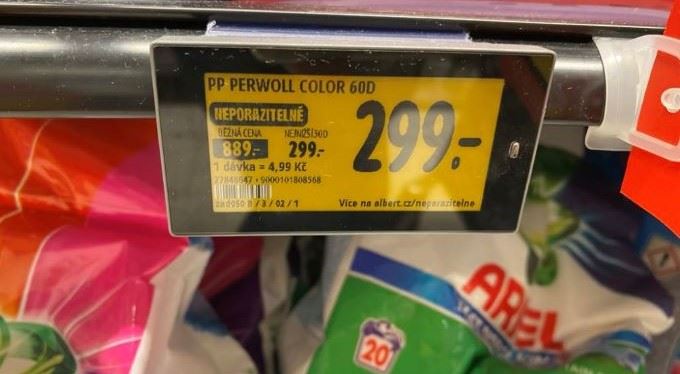 PP PERWOLL COLOR 60D
NEPORAZITELNĚ
BĚŽNÁ CENA NEJNIŽŠÍ 30D
889.- 299.-
299.-
1 dávka = 4,99 Kč
Více na albert.cz/neporazitelne
ARIEL
20